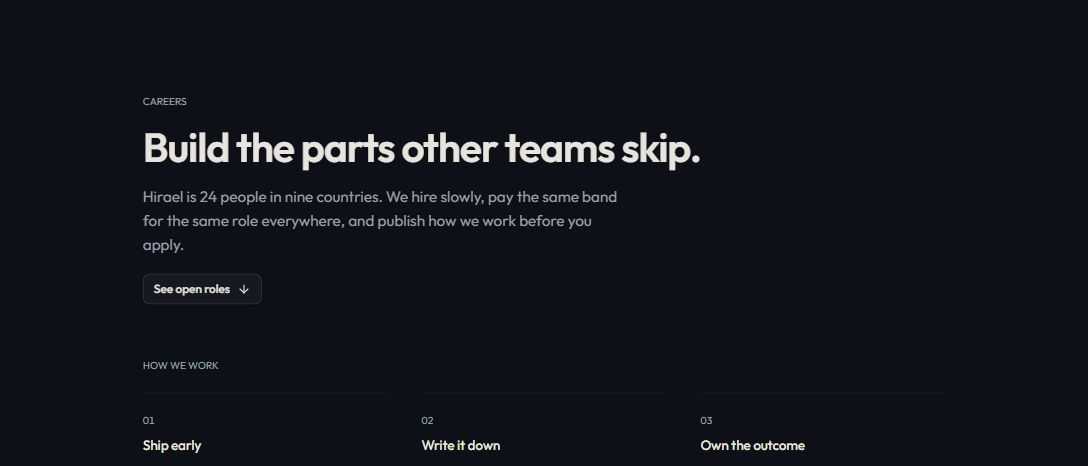 CAREERS
Build the parts other teams skip.
Hirael is 24 people in nine countries. We hire slowly, pay the same band
for the same role everywhere, and publish how we work before you
apply.
See open roles ↓
HOW WE WORK
01
Ship early
02
Write it down
03
Own the outcome